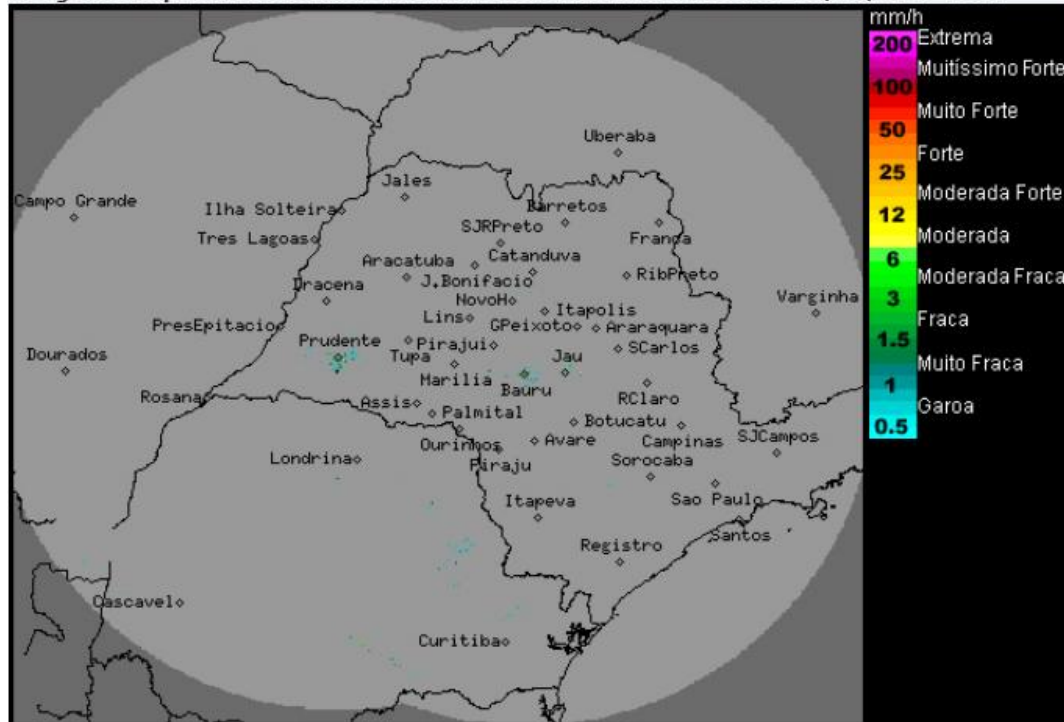 mm/h
200 Extrema
Muitíssimo Forte
100
Muito Forte
50
Forte
25
Moderada Forte
12
Moderada
6
Moderada Fraca
3
Fraca
1.5
Muito Fraca
1
Garoa
0.5
Uberaba
Jales
Campo Grande
Ilha Solteira
Barretos
Tres Lagoas
SJRPreto
Franca
Aracatuba
Catanduva
J.Bonifacio
RibPreto
Dracena
NovoH
Varginha
Lins
Itapolis
PresEpitacio
GPeixoto
Araraquara
Prudente
Pirajui
SCarlos
Dourados
Tupa
Jau
Marilia
Bauru
Rosana
Assis
RClaro
Palmital
Botucatu
Ourinhos
Avare
Campinas
SJCampos
Londrina
Piraju
Sorocaba
Itapeva
Sao Paulo
Santos
Registro
Cascavel
Curitiba